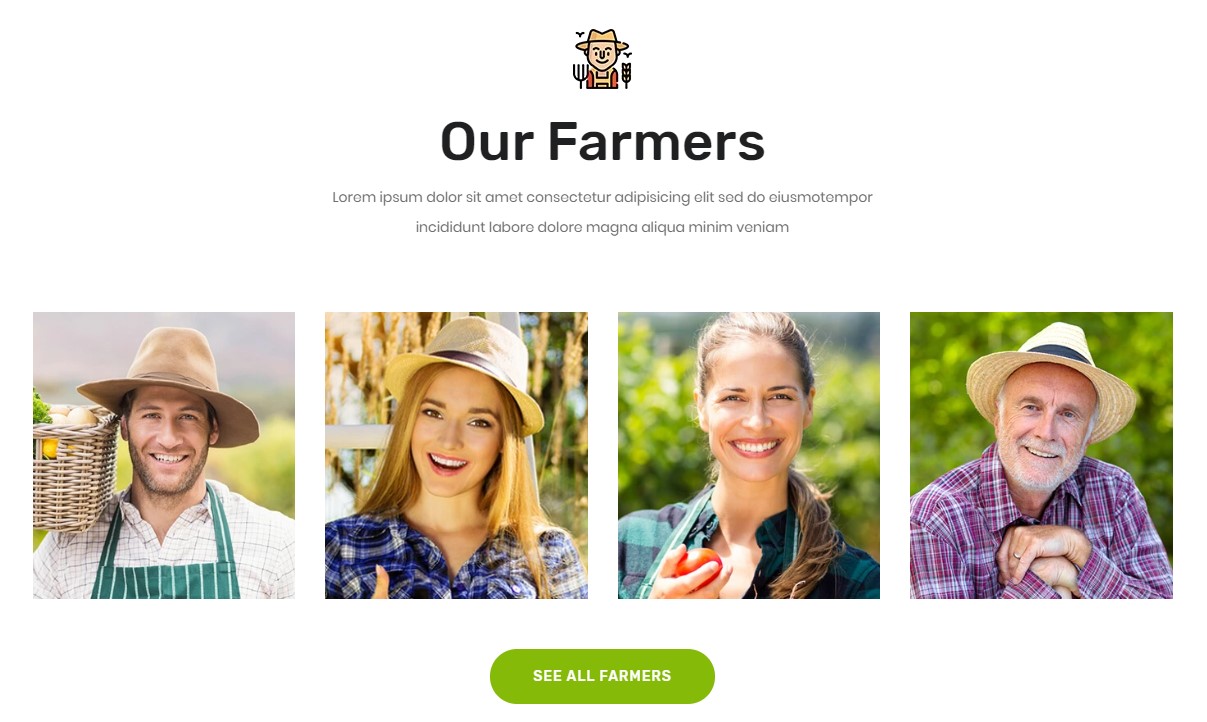 Our Farmers
Lorem ipsum dolor sit amet consectetur adipisicing elit sed do eiusmotempor
incididunt labore dolore magna aliqua minim veniam
SEE ALL FARMERS